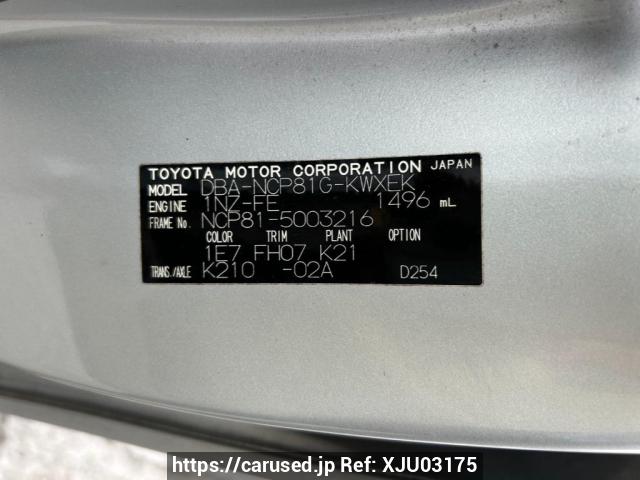 TOYOTA MOTOR CORPORATION JAPAN
MODEL DBA-NCP81G-KWXEK
ENGINE 1NZ-FE 1496 mL
FRAME No. NCP81-5003216
COLOR TRIM PLANT OPTION
1E7 FH07 K21
TRANS./AXLE K210 -02A D254
https://carused.jp Ref: XJU03175